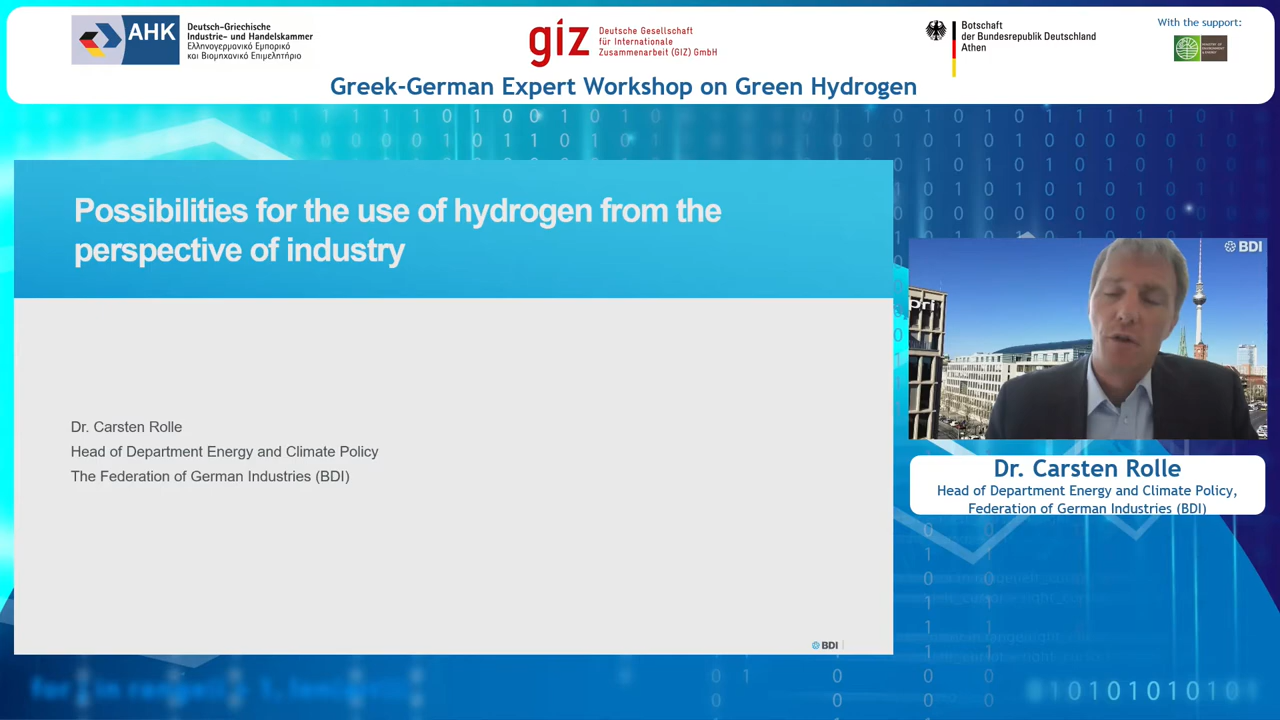 AHK
Deutsch-Griechische
Industrie- und Handelskammer
Ελληνογερμανικό Εμπορικό
και Βιομηχανικό Επιμελητήριο
giz
Deutsche Gesellschaft
für Internationale
Zusammenarbeit (GIZ) GmbH
Botschaft
der Bundesrepublik Deutschland
Athen
With the support:
Greek-German Expert Workshop on Green Hydrogen
Possibilities for the use of hydrogen from the
perspective of industry
Dr. Carsten Rolle
Head of Department Energy and Climate Policy
The Federation of German Industries (BDI)
BDI
BDI
pri
Dr. Carsten Rolle
Head of Department Energy and Climate Policy,
Federation of German Industries (BDI)
01010101010